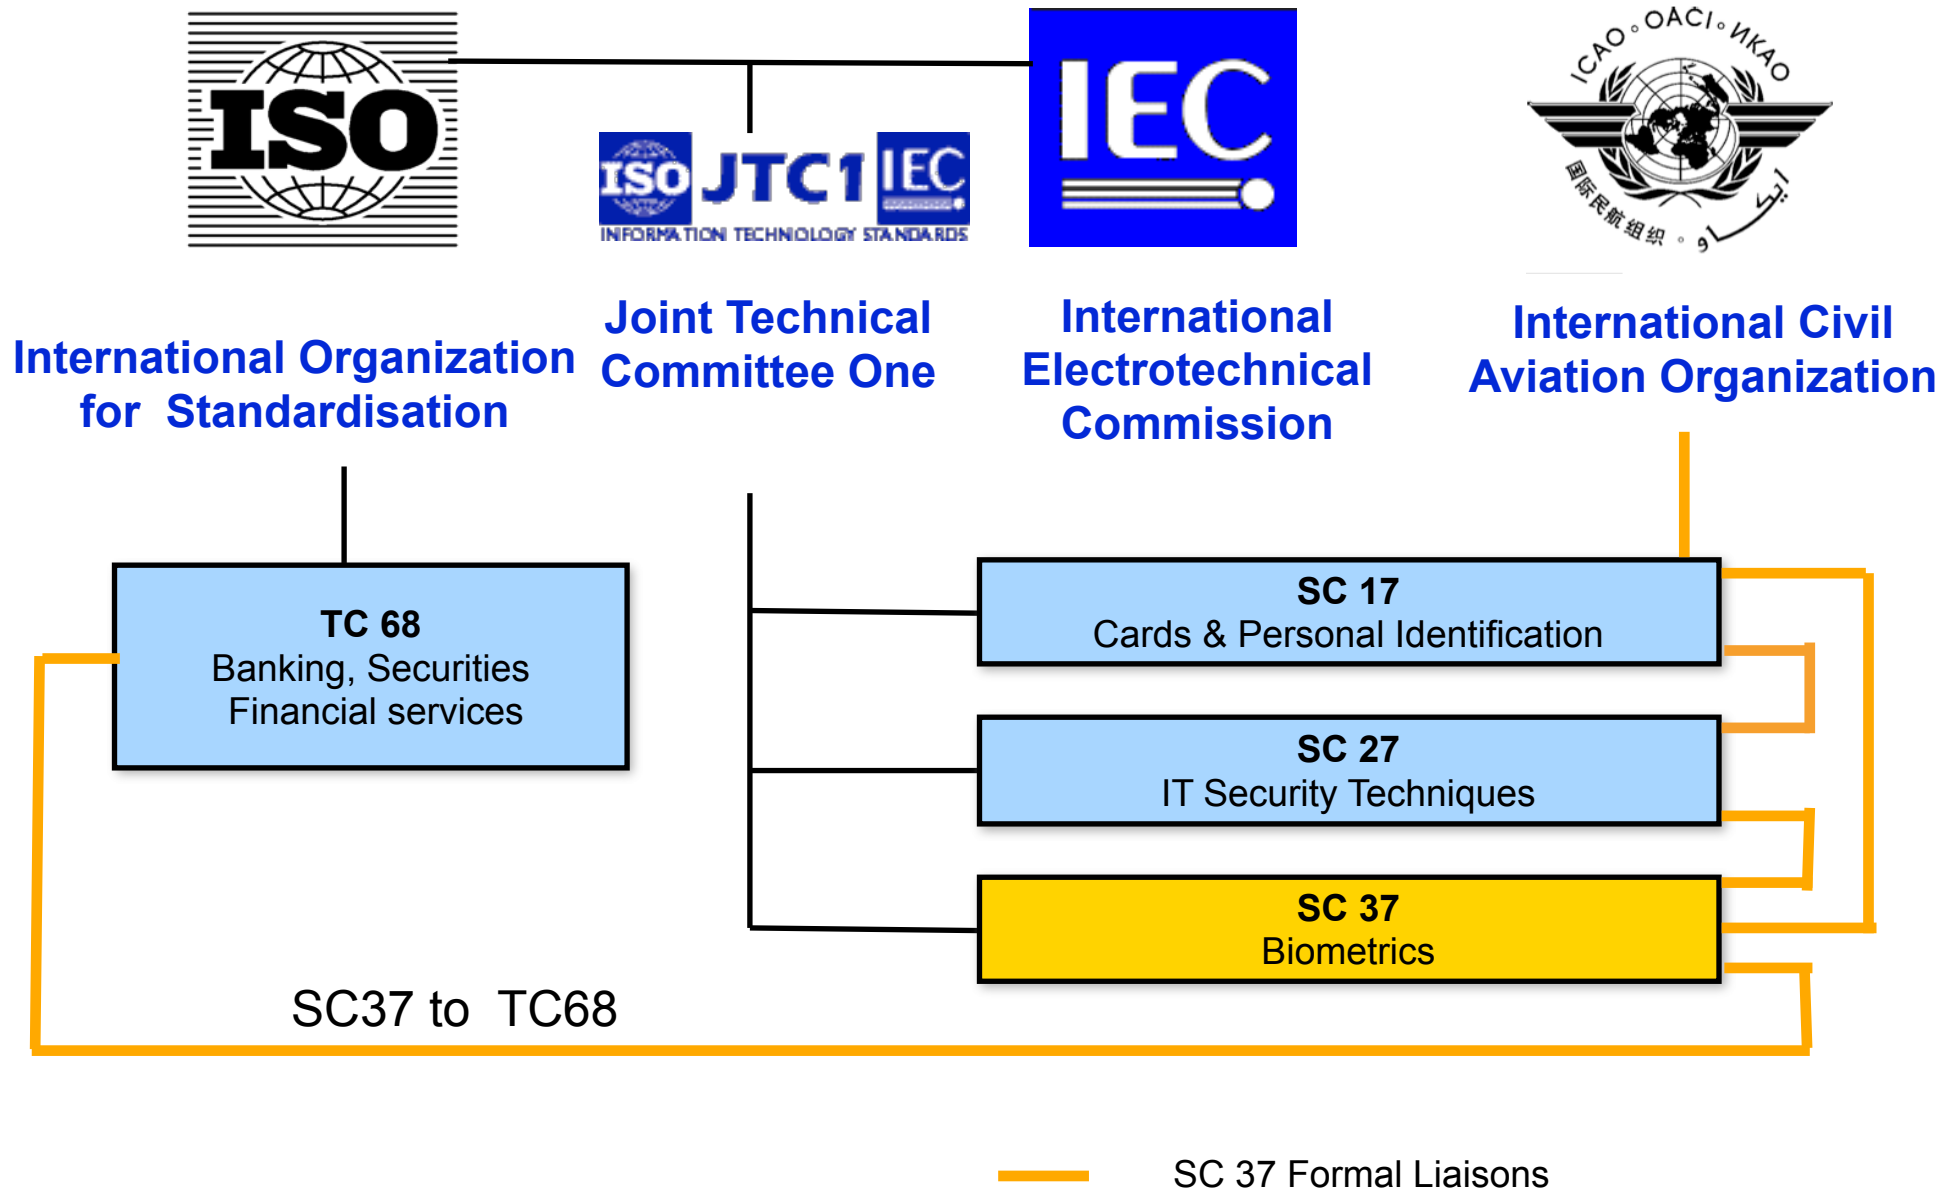 ISO
ISO JTC1 IEC
INFORMATION TECHNOLOGY STANDARDS
IEC
ICAO ◦ OACI ◦ ИКАО
国际民航组织 ◦ ايكاو
International Organization
for Standardisation
Joint Technical
Committee One
International
Electrotechnical
Commission
International Civil
Aviation Organization
TC 68
Banking, Securities
Financial services
SC 17
Cards & Personal Identification
SC 27
IT Security Techniques
SC 37
Biometrics
SC37 to TC68
SC 37 Formal Liaisons